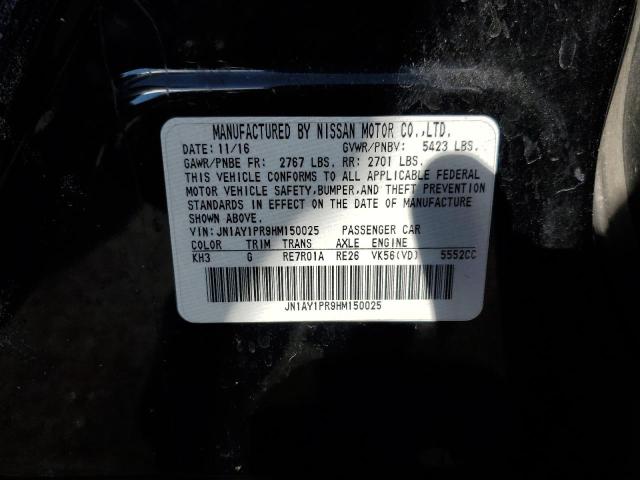 MANUFACTURED BY NISSAN MOTOR CO.,LTD.
DATE: 11/16 GVWR/PNBV: 5423 LBS.
GAWR/PNBE FR: 2767 LBS. RR: 2701 LBS.
THIS VEHICLE CONFORMS TO ALL APPLICABLE FEDERAL
MOTOR VEHICLE SAFETY,BUMPER,AND THEFT PREVENTION
STANDARDS IN EFFECT ON THE DATE OF MANUFACTURE
SHOWN ABOVE.
VIN: JN1AY1PR9HM150025 PASSENGER CAR
COLOR TRIM TRANS AXLE ENGINE
KH3 G RE7R01A RE26 VK56(VD) 5552CC
JN1AY1PR9HM150025